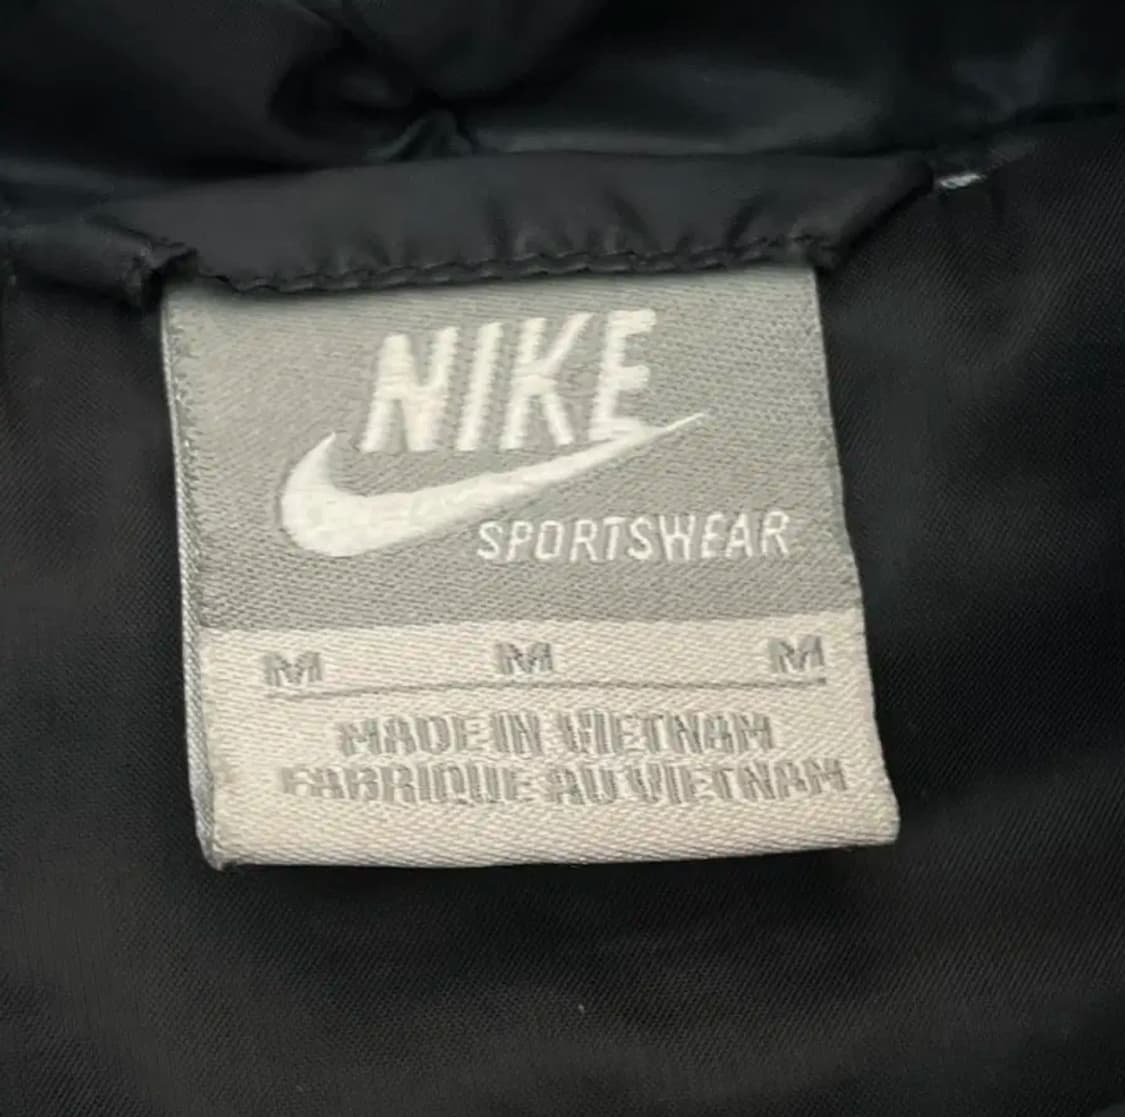 NIKE
SPORTSWEAR
M M M
MADE IN VIETNAM
FABRIQUE AU VIETNAM